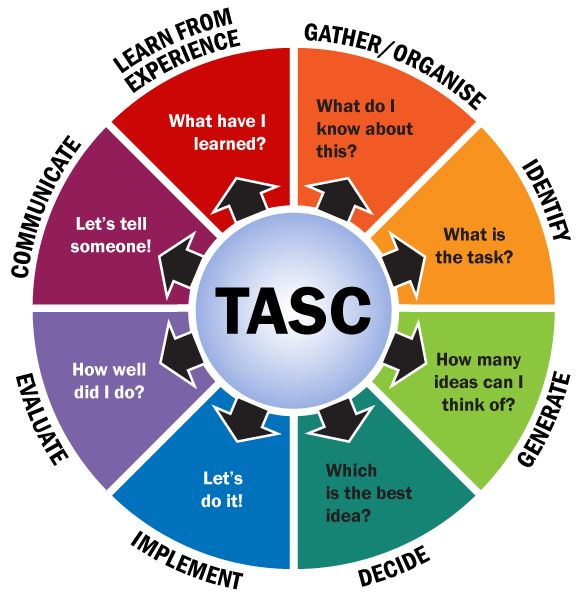 TASC
GATHER/ORGANISE
What do I
know about
this?
IDENTIFY
What is
the task?
GENERATE
How many
ideas can I
think of?
DECIDE
Which
is the best
idea?
IMPLEMENT
Let's
do it!
EVALUATE
How well
did I do?
COMMUNICATE
Let's tell
someone!
LEARN FROM
EXPERIENCE
What have I
learned?